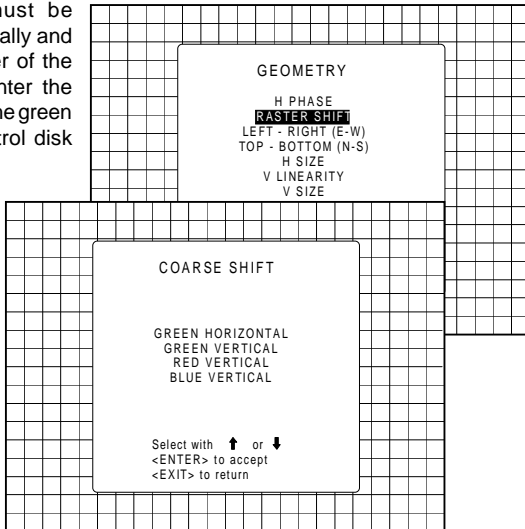 ust be
ally and
er of the
nter the
he green
trol disk
GEOMETRY
H PHASE
RASTER SHIFT
LEFT - RIGHT (E-W)
TOP - BOTTOM (N-S)
H SIZE
V LINEARITY
V SIZE
COARSE SHIFT
GREEN HORIZONTAL
GREEN VERTICAL
RED VERTICAL
BLUE VERTICAL
Select with ↑ or ↓
<ENTER> to accept
<EXIT> to return